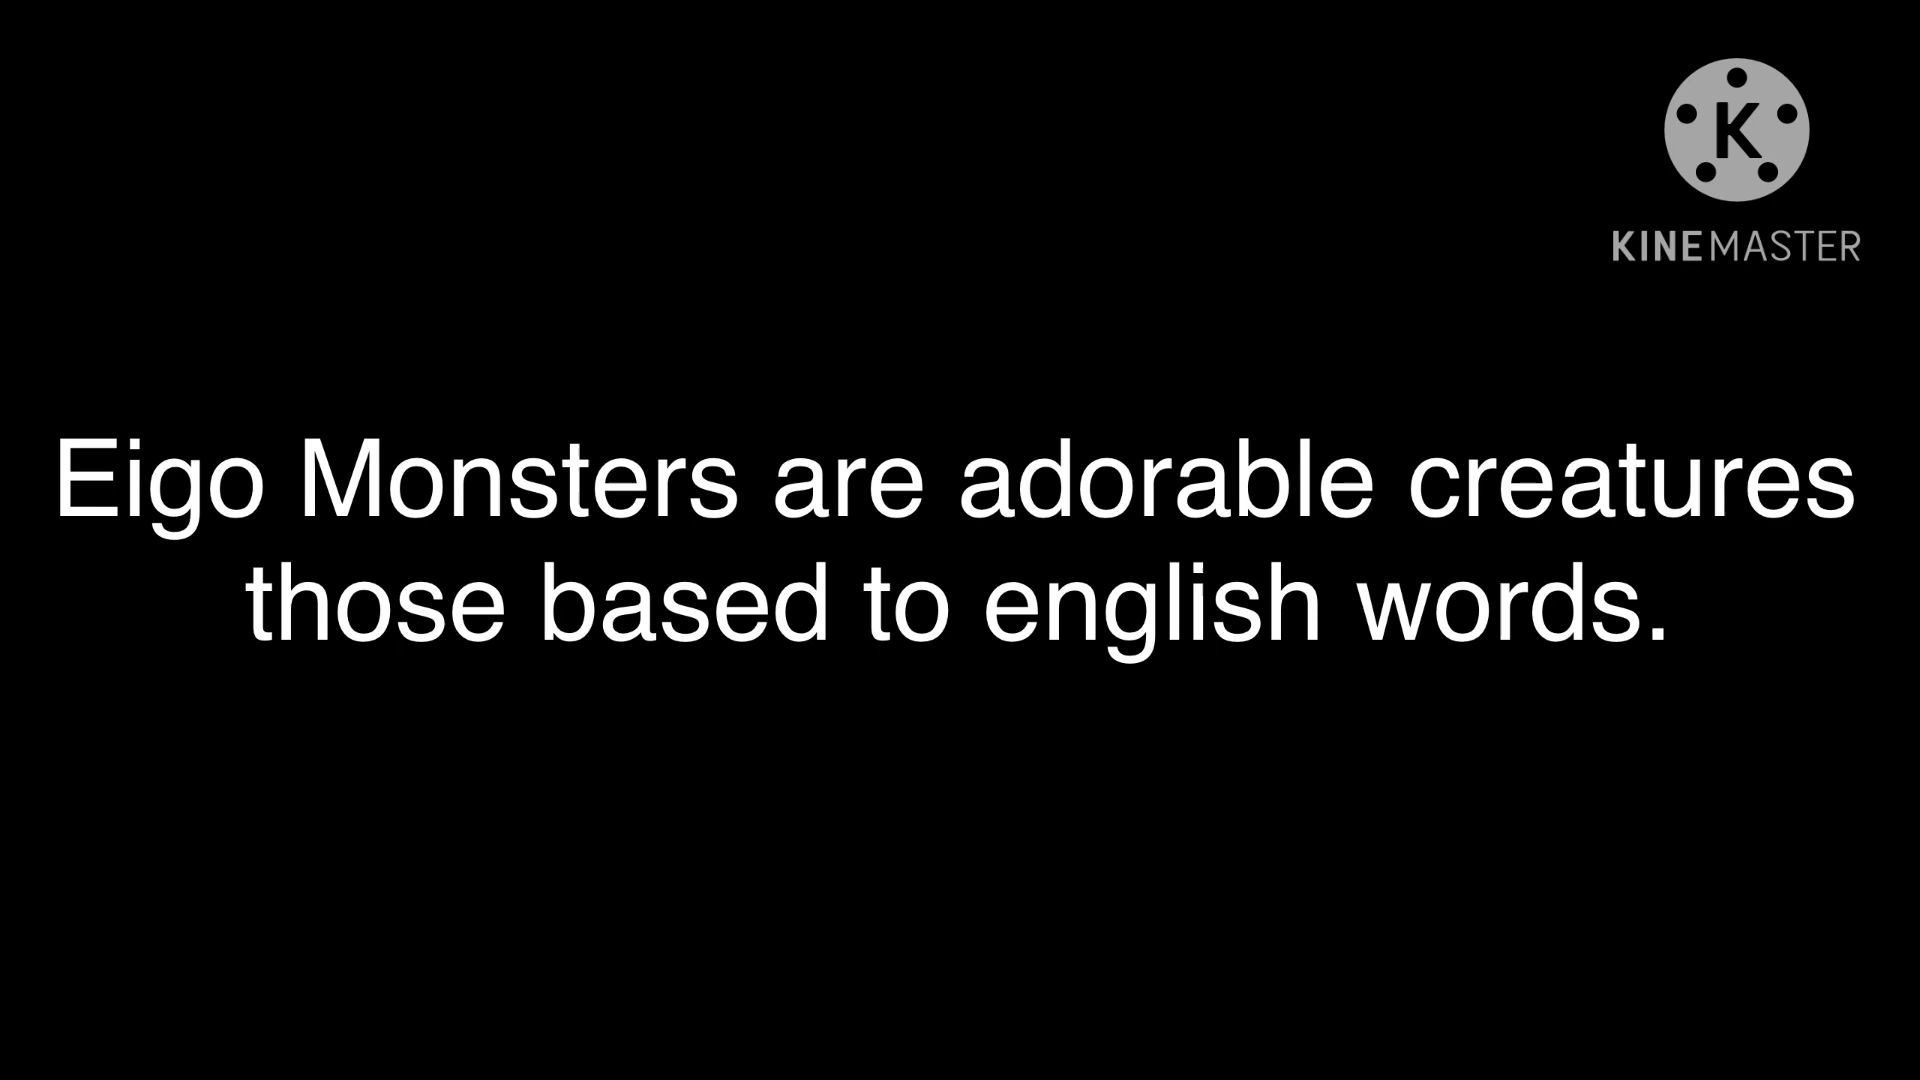 K
KINEMASTER
Eigo Monsters are adorable creatures
those based to english words.